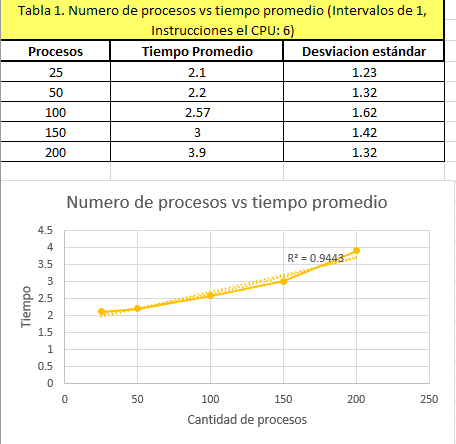 Tabla 1. Numero de procesos vs tiempo promedio (Intervalos de 1,
Instrucciones el CPU: 6)
Procesos Tiempo Promedio Desviacion estándar
25 2.1 1.23
50 2.2 1.32
100 2.57 1.62
150 3 1.42
200 3.9 1.32
Numero de procesos vs tiempo promedio
4.5
4
3.5
3
2.5
2
1.5
1
0.5
0
R² = 0.9443
Tiempo
0 50 100 150 200 250
Cantidad de procesos